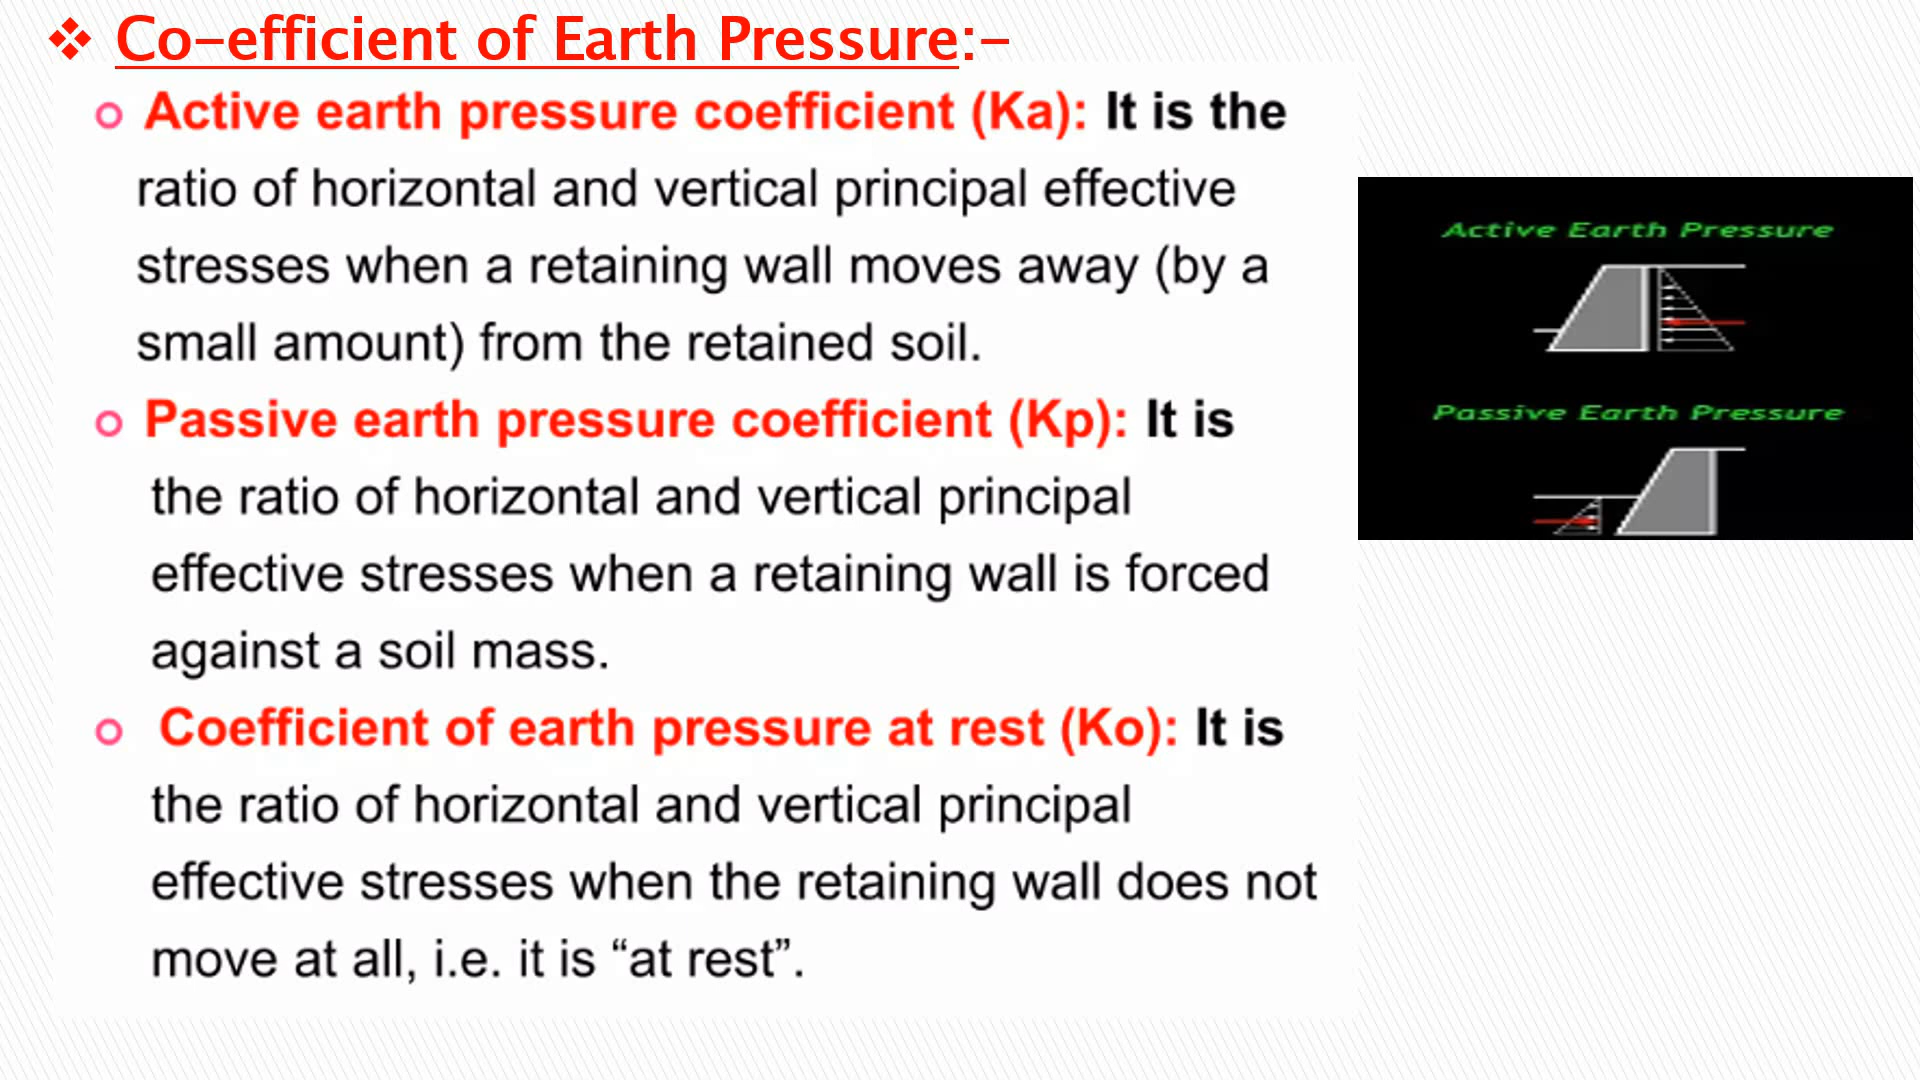 ❖ Co-efficient of Earth Pressure:-
Active earth pressure coefficient (Ka): It is the
ratio of horizontal and vertical principal effective
stresses when a retaining wall moves away (by a
small amount) from the retained soil.
Passive earth pressure coefficient (Kp): It is
the ratio of horizontal and vertical principal
effective stresses when a retaining wall is forced
against a soil mass.
Coefficient of earth pressure at rest (Ko): It is
the ratio of horizontal and vertical principal
effective stresses when the retaining wall does not
move at all, i.e. it is “at rest”.
Active Earth Pressure
Passive Earth Pressure